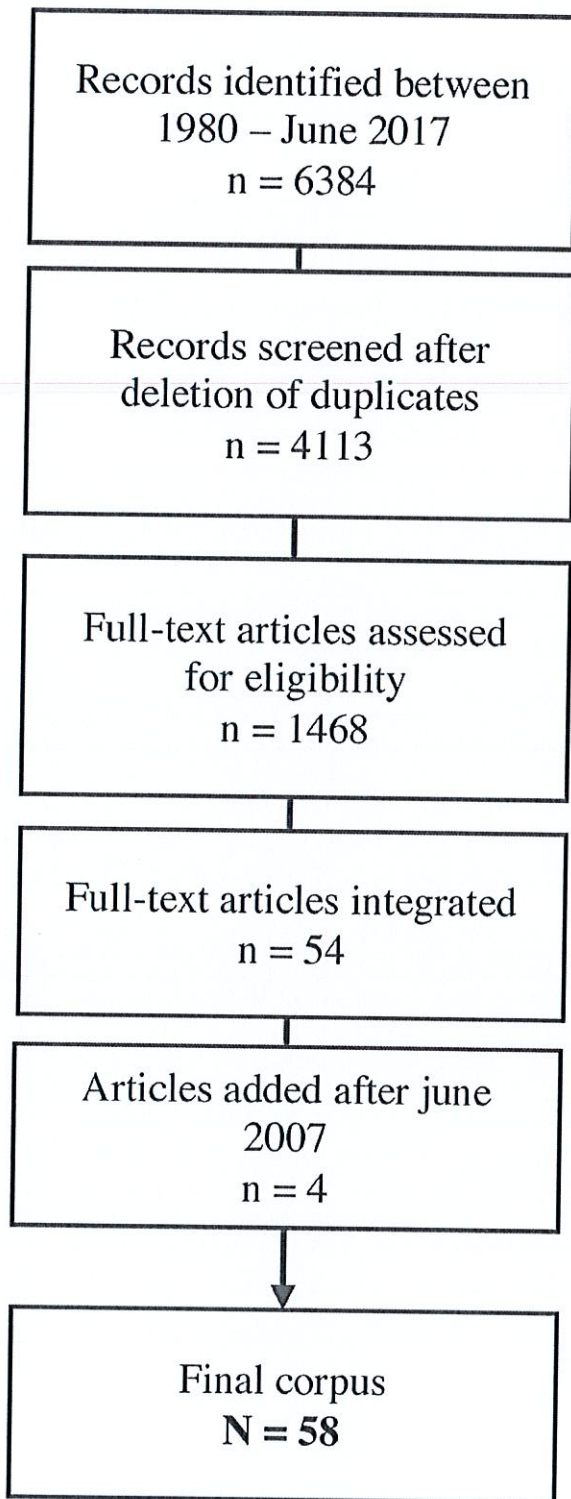 Records identified between
1980 – June 2017
n = 6384
Records screened after
deletion of duplicates
n = 4113
Full-text articles assessed
for eligibility
n = 1468
Full-text articles integrated
n = 54
Articles added after june
2007
n = 4
Final corpus
N = 58